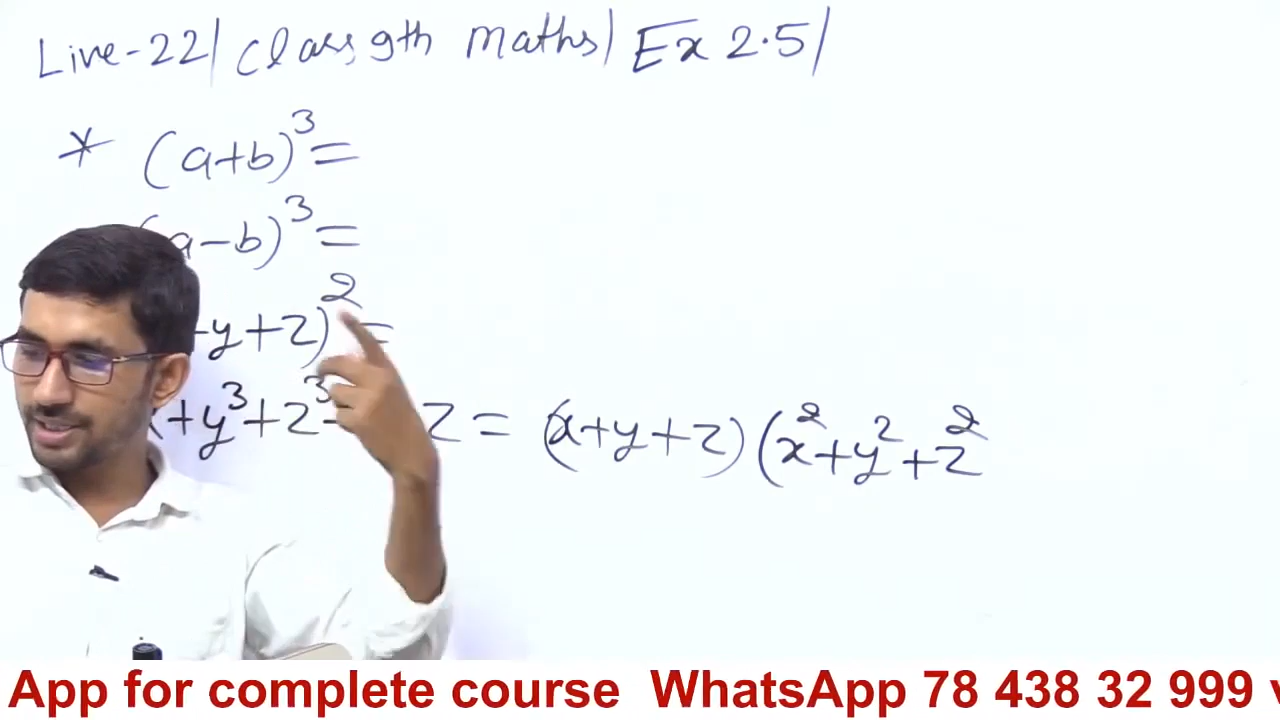 Live-22| Class 9th maths| Ex 2.5|
* (a+b)³=
(a-b)³=
+y+z)²=
x+y³+z³- z = (x+y+z)(x²+y²+z²
App for complete course WhatsApp 78 438 32 999